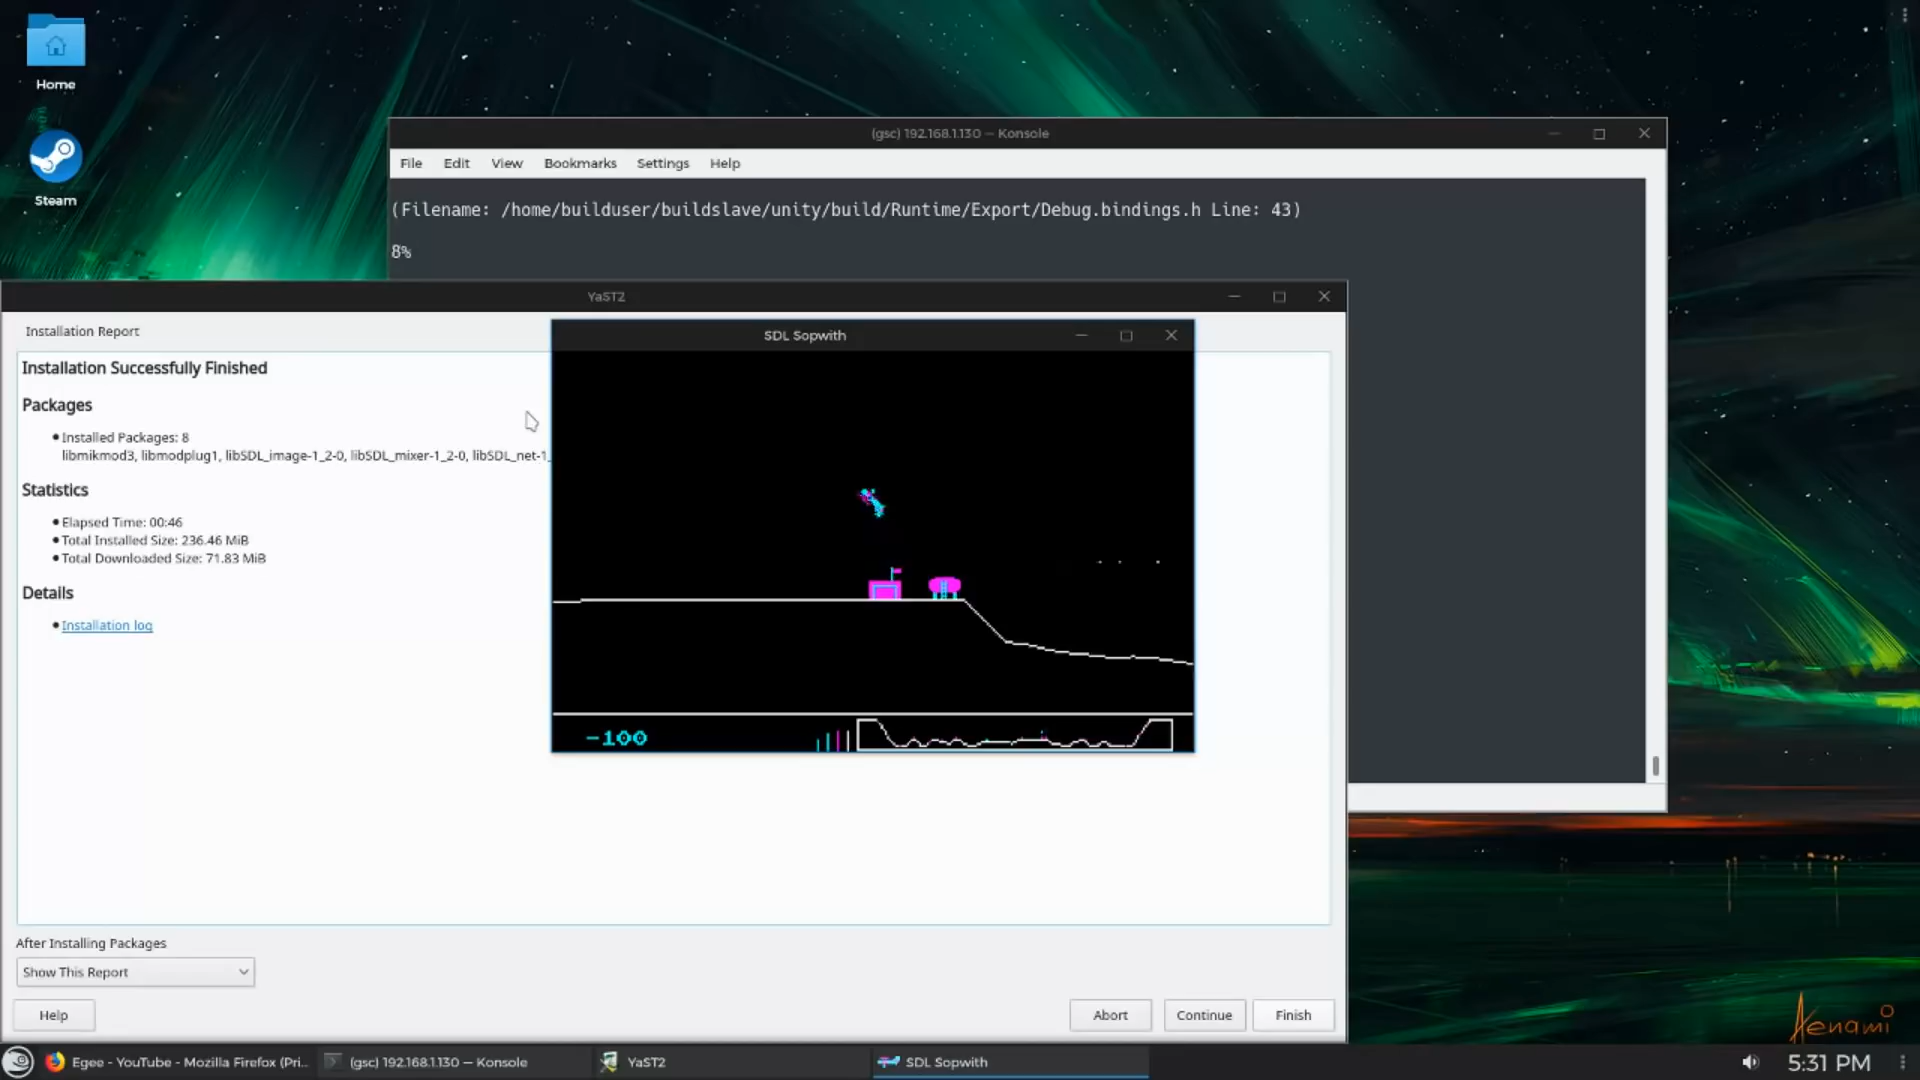 Home
Steam
(gsc) 192.168.1.130 — Konsole
File Edit View Bookmarks Settings Help
(Filename: /home/builduser/buildslave/unity/build/Runtime/Export/Debug.bindings.h Line: 43)
8%
YaST2
Installation Report
SDL Sopwith
Installation Successfully Finished
Packages
Installed Packages: 8
libmikmod3, libmodplug1, libSDL_image-1_2-0, libSDL_mixer-1_2-0, libSDL_net-1_
Statistics
Elapsed Time: 00:46
Total Installed Size: 236.46 MiB
Total Downloaded Size: 71.83 MiB
Details
Installation log
-100
After Installing Packages
Show This Report
Help Abort Continue Finish
Aenami
Egee - YouTube - Mozilla Firefox (Pri... (gsc) 192.168.1.130 — Konsole YaST2 SDL Sopwith 5:31 PM